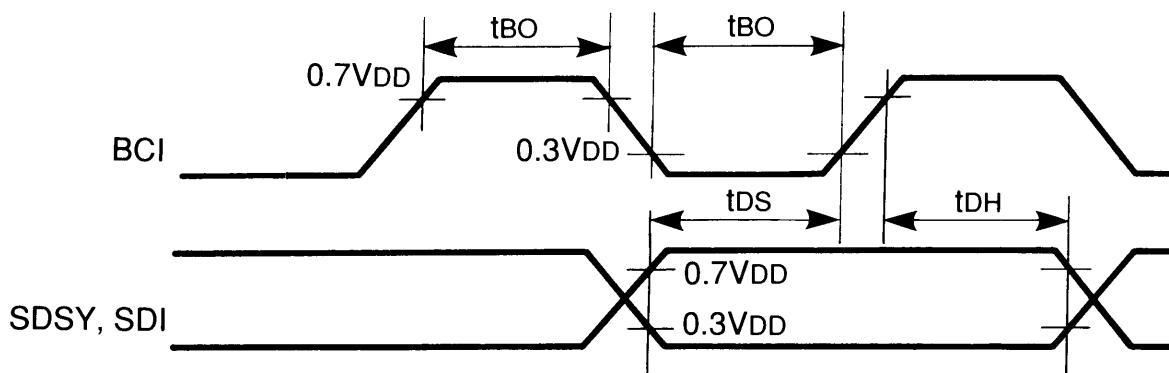 tBO tBO
0.7VDD
BCI
0.3VDD
tDS tDH
0.7VDD
SDSY, SDI
0.3VDD